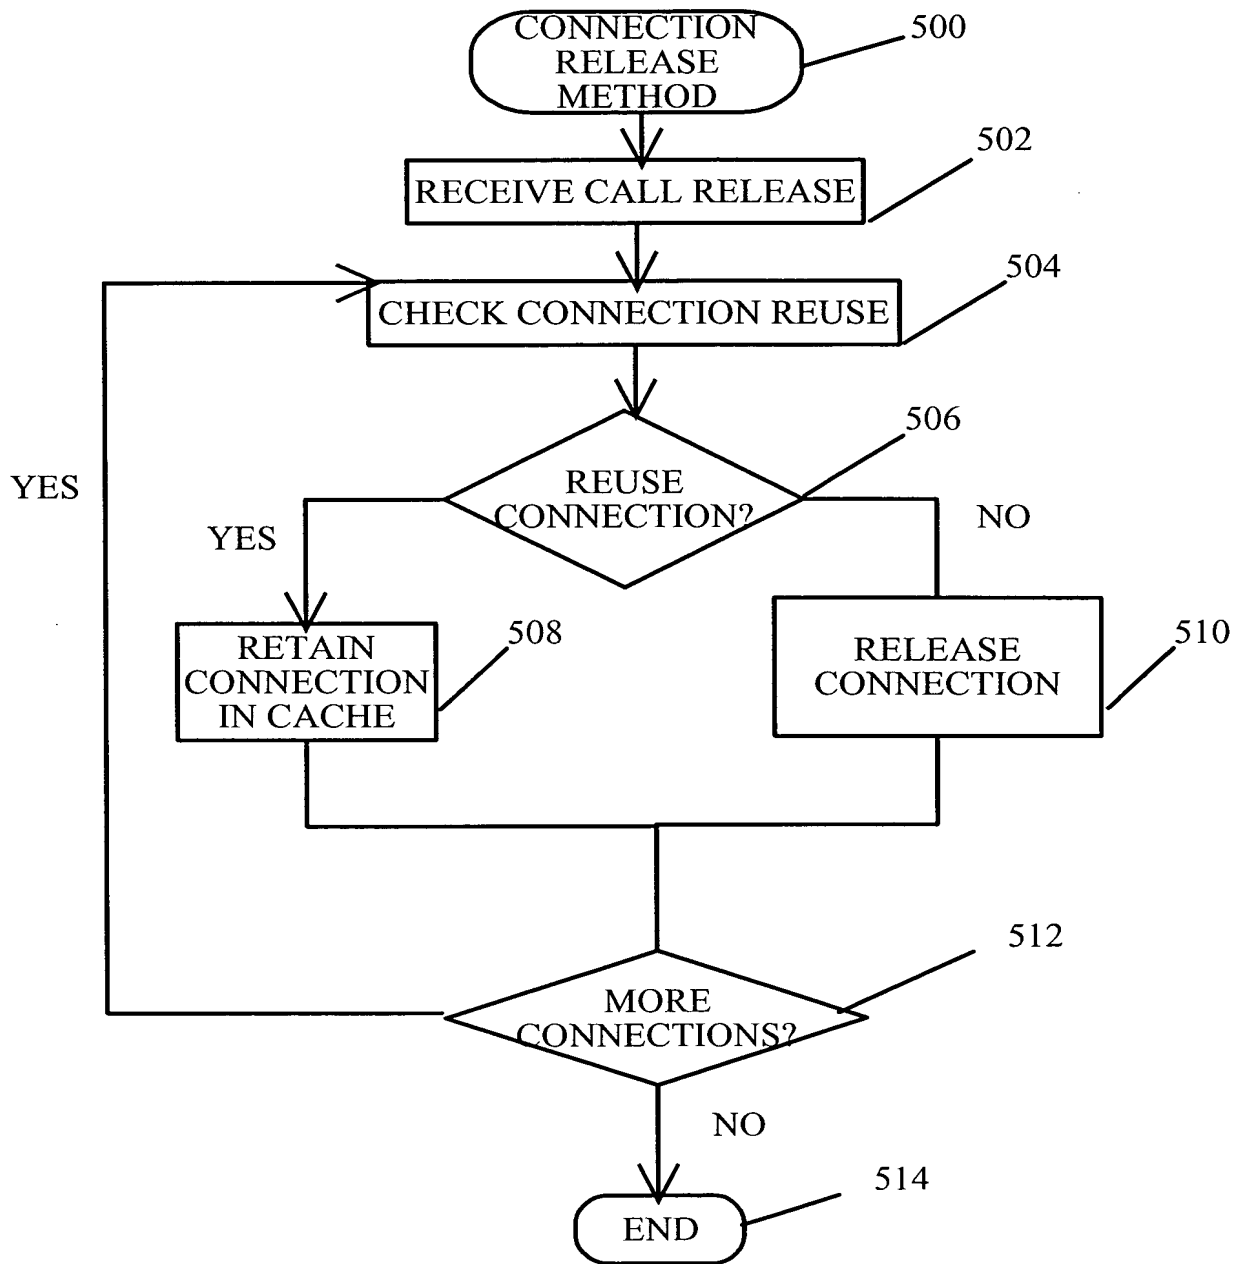 CONNECTION
RELEASE
METHOD
500
502
RECEIVE CALL RELEASE
504
CHECK CONNECTION REUSE
506
REUSE
CONNECTION?
YES
YES
NO
508
RETAIN
CONNECTION
IN CACHE
510
RELEASE
CONNECTION
512
MORE
CONNECTIONS?
NO
514
END